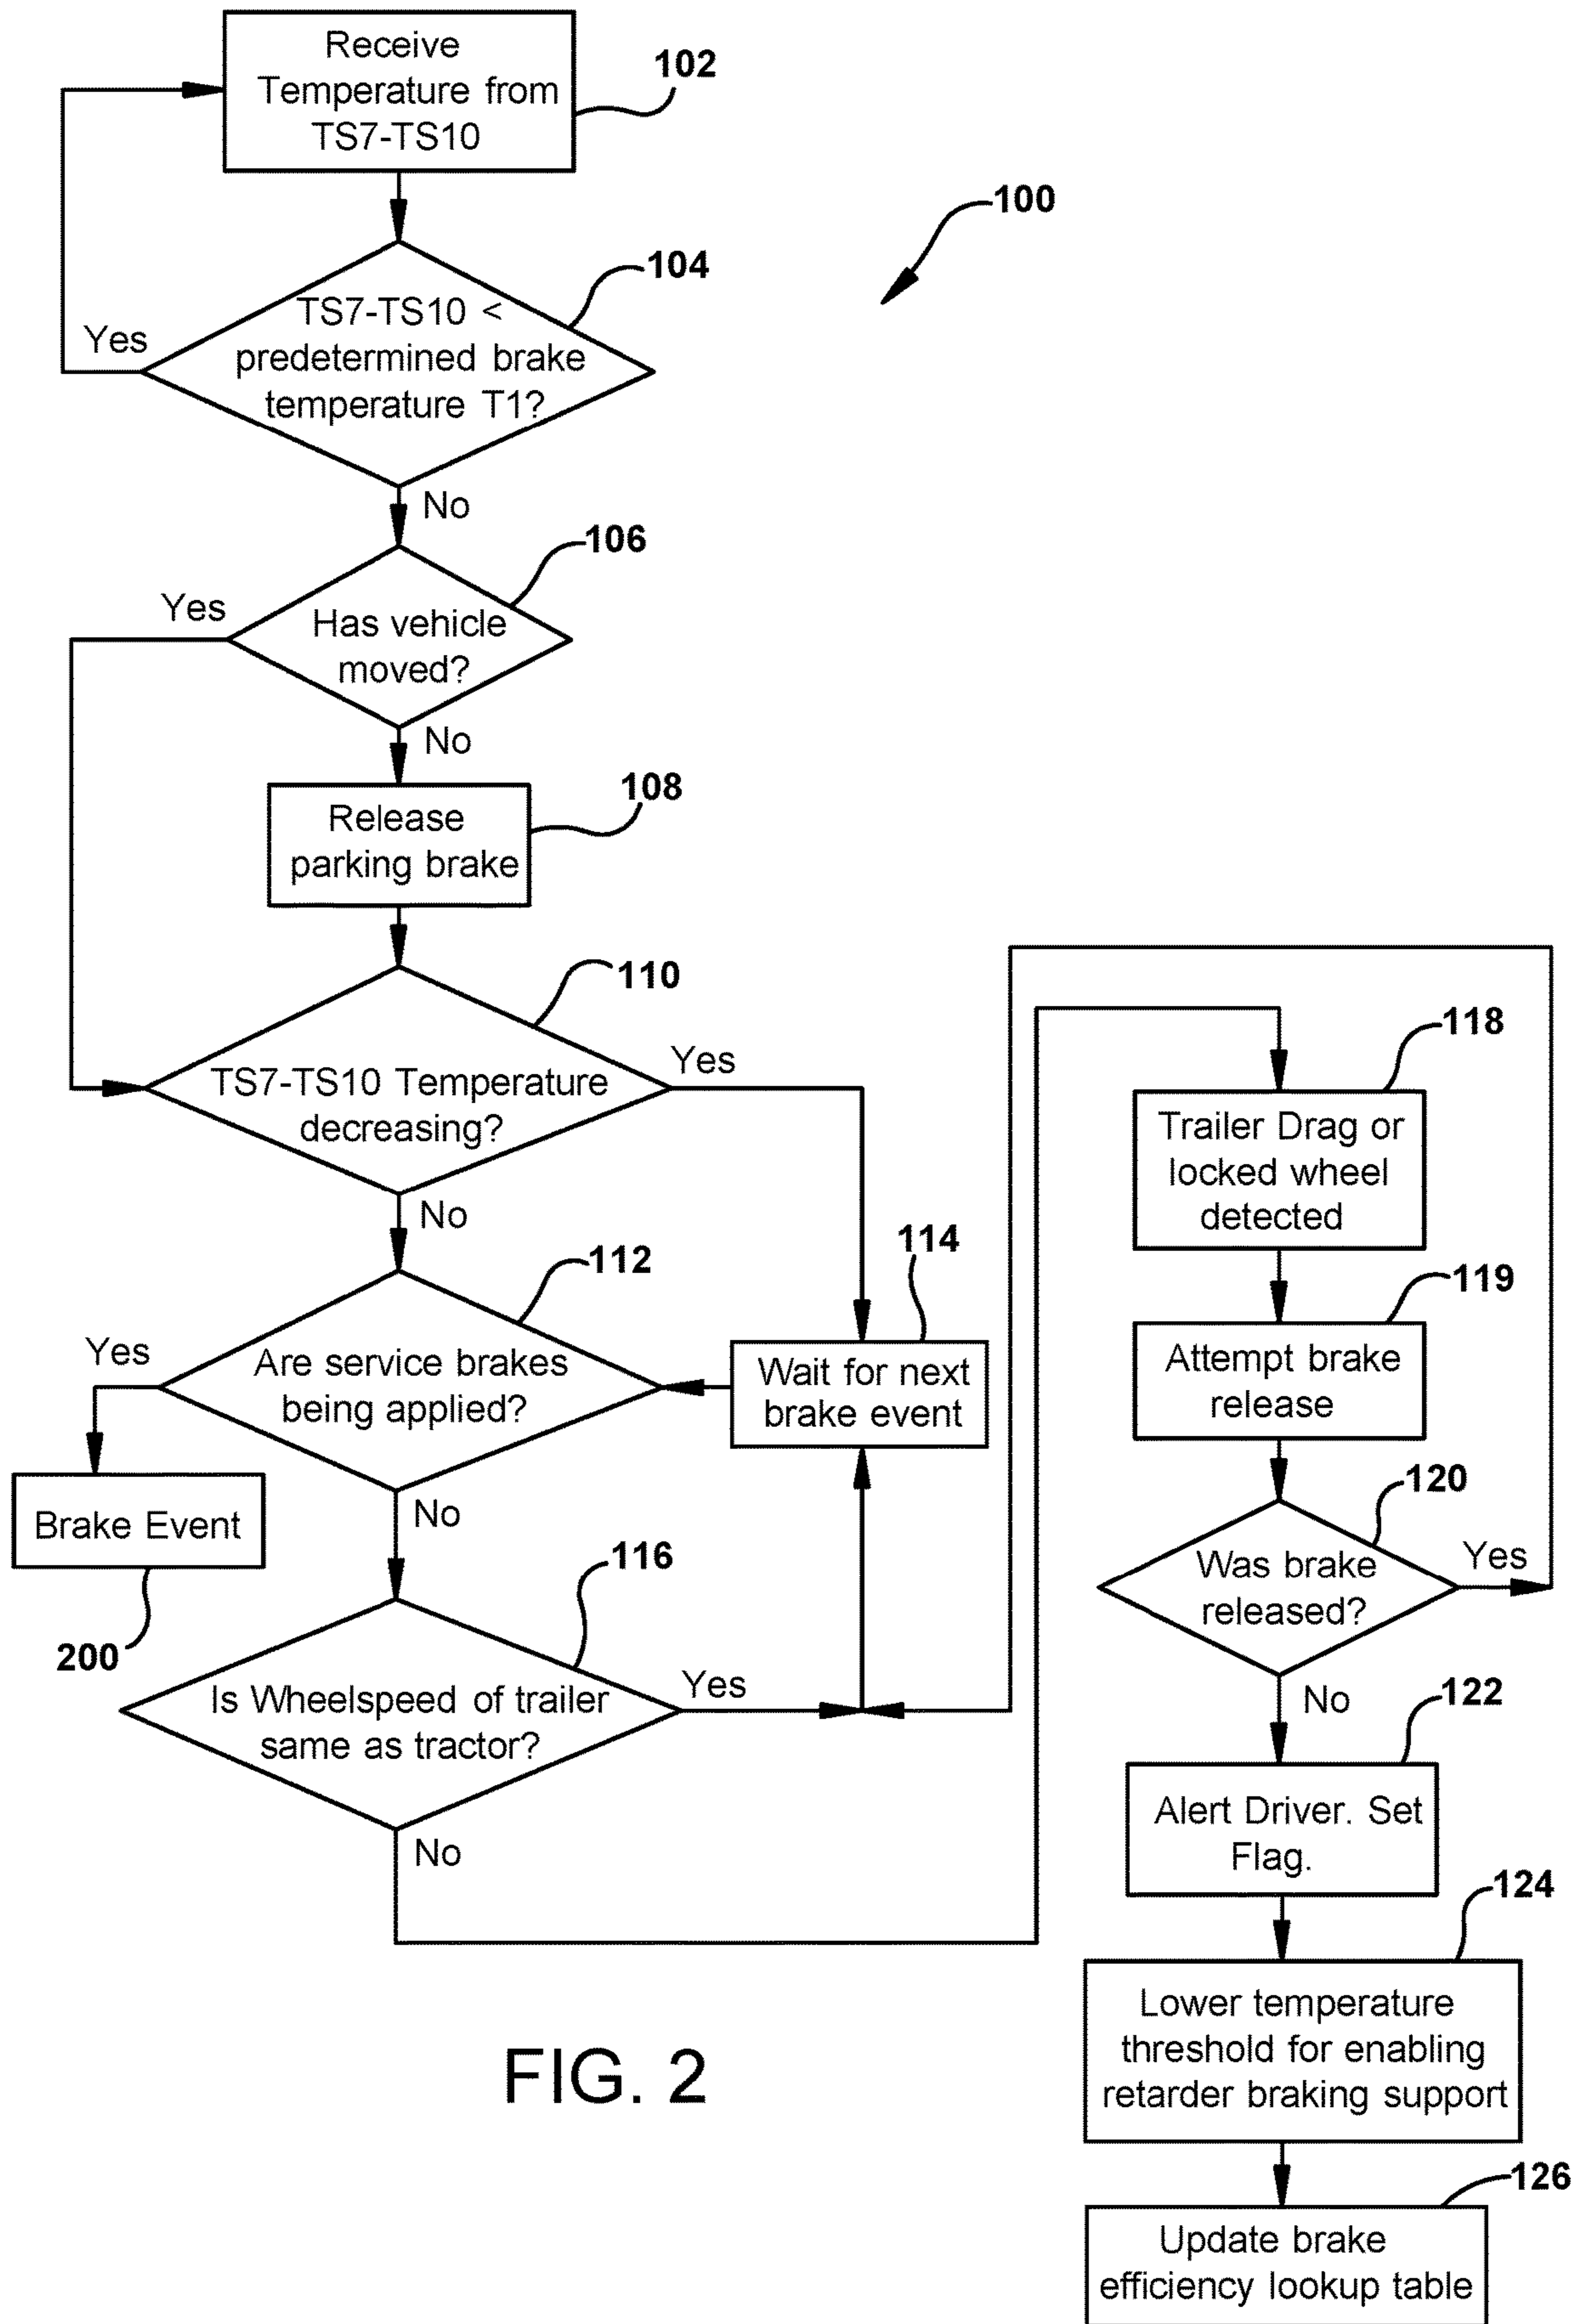 Receive
Temperature from
TS7-TS10
102
100
104
TS7-TS10 <
predetermined brake
temperature T1?
Yes
No
106
Has vehicle
moved?
Yes
No
108
Release
parking brake
110
TS7-TS10 Temperature
decreasing?
Yes
No
112
Are service brakes
being applied?
Yes
No
114
Wait for next
brake event
Brake Event
200
116
Is Wheelspeed of trailer
same as tractor?
Yes
No
118
Trailer Drag or
locked wheel
detected
119
Attempt brake
release
120
Was brake
released?
Yes
No
122
Alert Driver. Set
Flag.
124
Lower temperature
threshold for enabling
retarder braking support
126
Update brake
efficiency lookup table
FIG. 2